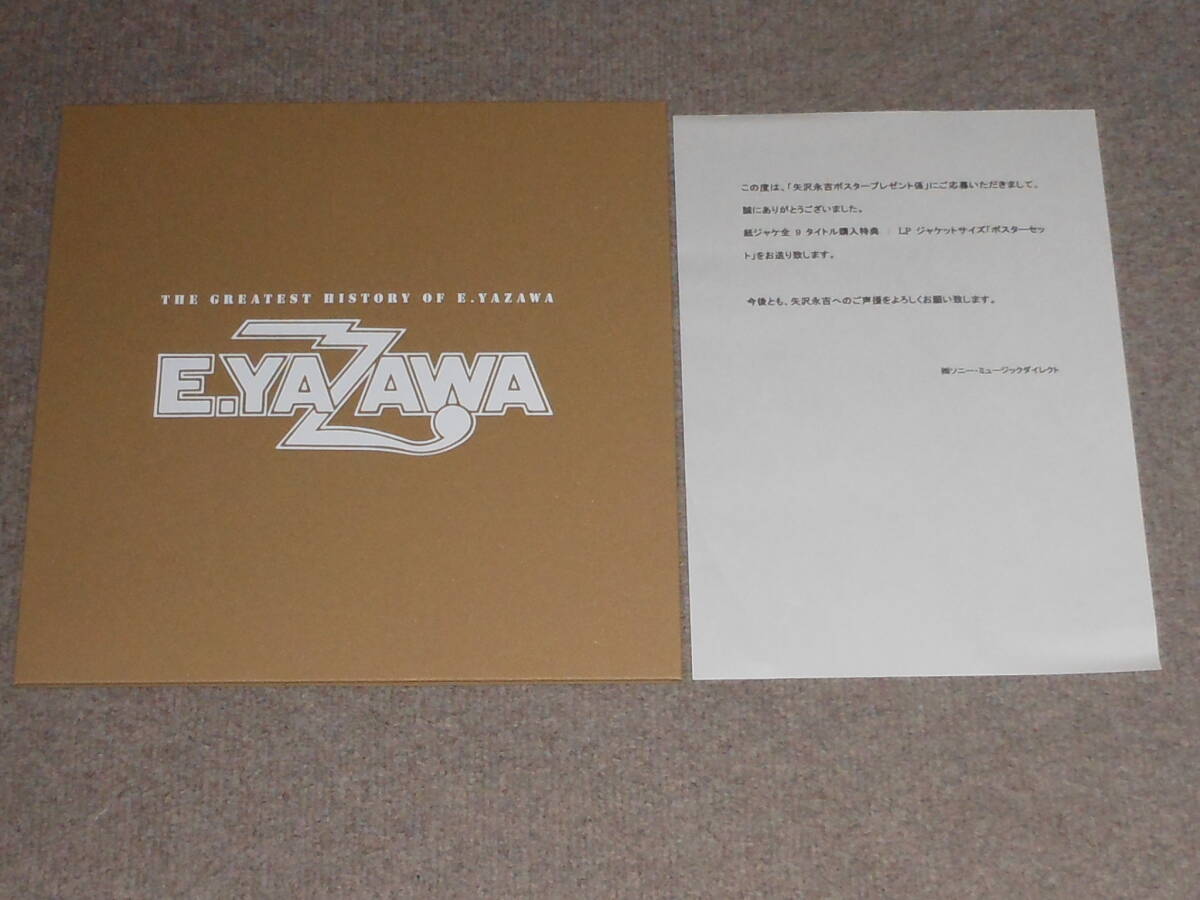 THE GREATEST HISTORY OF E.YAZAWA
E.YAZAWA
この度は、「矢沢永吉ポスタープレゼント係」にご応募いただきまして。
誠にありがとうございました。
紙ジャケ全 9 タイトル購入特典 : LP ジャケットサイズ「ポスターセッ
ト」をお送り致します。
今後とも、矢沢永吉へのご声援をよろしくお願い致します。
㈱ソニー・ミュージックダイレクト